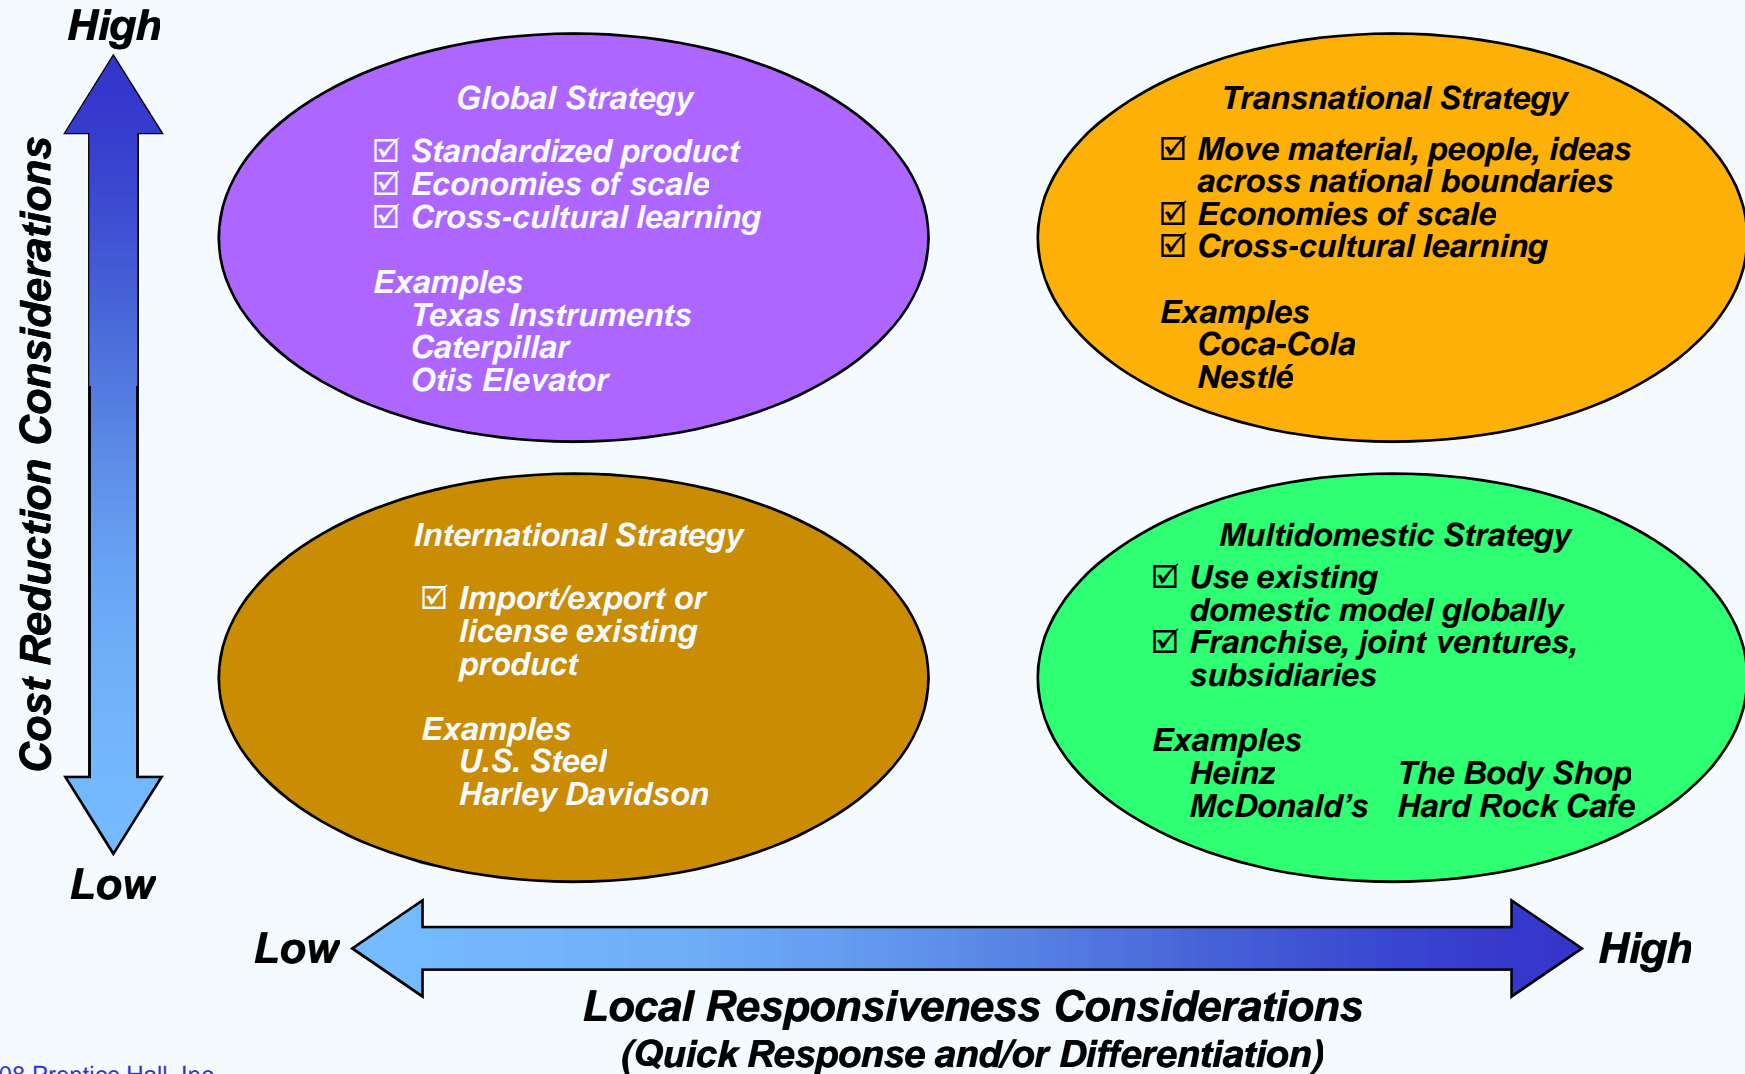 High
Cost Reduction Considerations
Low
Global Strategy
☑ Standardized product
☑ Economies of scale
☑ Cross-cultural learning
Examples
Texas Instruments
Caterpillar
Otis Elevator
Transnational Strategy
☑ Move material, people, ideas
across national boundaries
☑ Economies of scale
☑ Cross-cultural learning
Examples
Coca-Cola
Nestlé
International Strategy
☑ Import/export or
license existing
product
Examples
U.S. Steel
Harley Davidson
Multidomestic Strategy
☑ Use existing
domestic model globally
☑ Franchise, joint ventures,
subsidiaries
Examples
Heinz The Body Shop
McDonald’s Hard Rock Cafe
Low
High
Local Responsiveness Considerations
(Quick Response and/or Differentiation)
08 Prentice Hall, Inc